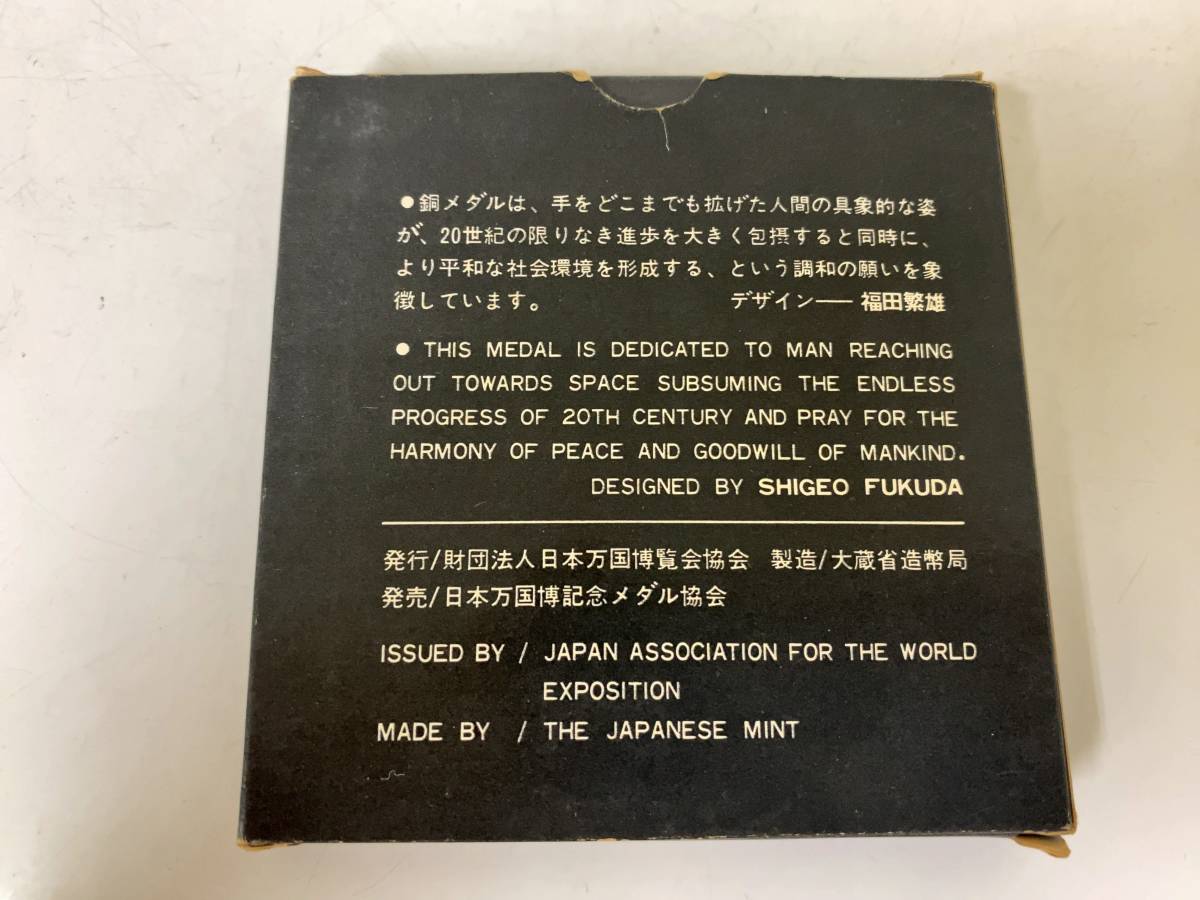 ●銅メダルは、手をどこまでも拡げた人間の具象的な姿
が、20世紀の限りなき進歩を大きく包摂すると同時に、
より平和な社会環境を形成する、という調和の願いを象
徴しています。 デザイン── 福田繁雄
● THIS MEDAL IS DEDICATED TO MAN REACHING
OUT TOWARDS SPACE SUBSUMING THE ENDLESS
PROGRESS OF 20TH CENTURY AND PRAY FOR THE
HARMONY OF PEACE AND GOODWILL OF MANKIND.
DESIGNED BY SHIGEO FUKUDA
発行/財団法人日本万国博覧会協会 製造/大蔵省造幣局
発売/日本万国博記念メダル協会
ISSUED BY / JAPAN ASSOCIATION FOR THE WORLD
EXPOSITION
MADE BY / THE JAPANESE MINT